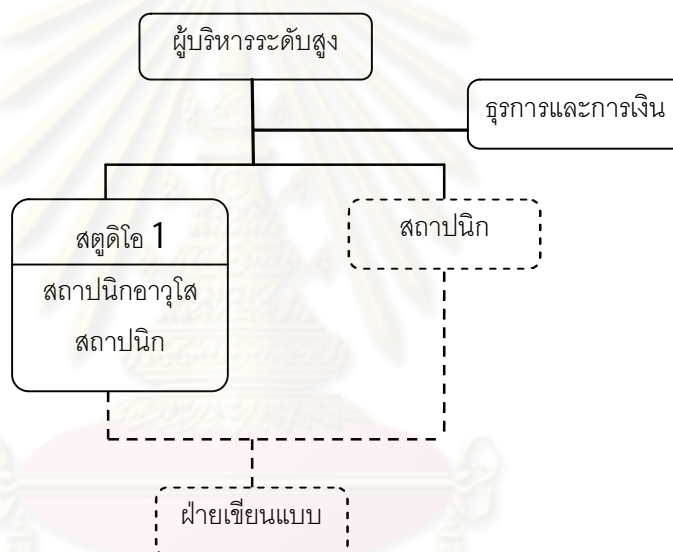 ผู้บริหารระดับสูง
ธุรการและการเงิน
สตูดิโอ 1
สถาปนิกอาวุโส
สถาปนิก
สถาปนิก
ฝ่ายเขียนแบบ